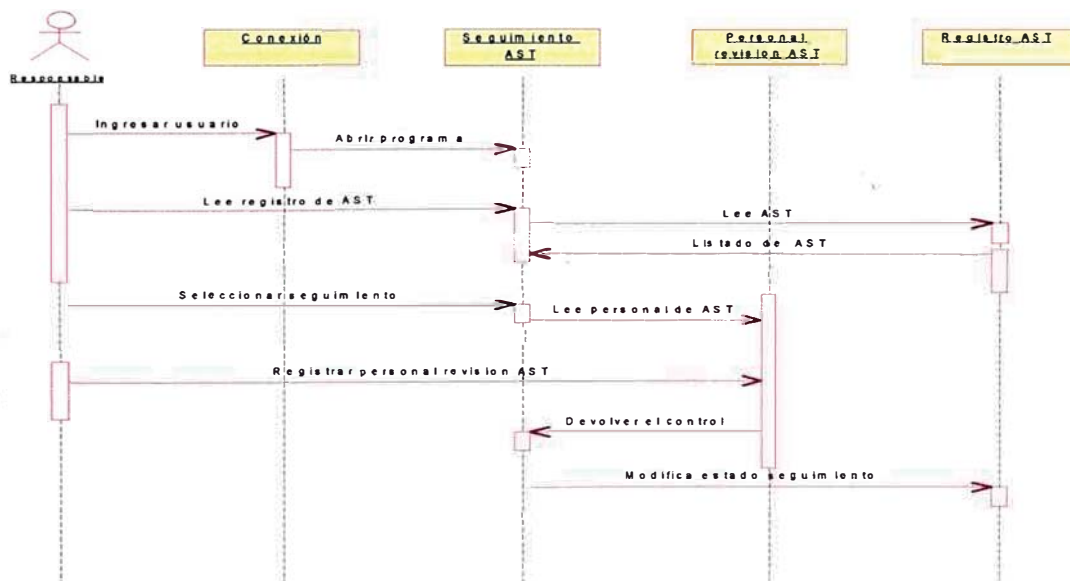 Responsable
Conexión
Seguimiento
AST
Personal
revision AST
Registro AST
Ingresar usuario
Abrir programa
Lee registro de AST
Lee AST
Listado de AST
Seleccionar seguimiento
Lee personal de AST
Registrar personal revision AST
Devolver el control
Modifica estado seguimiento